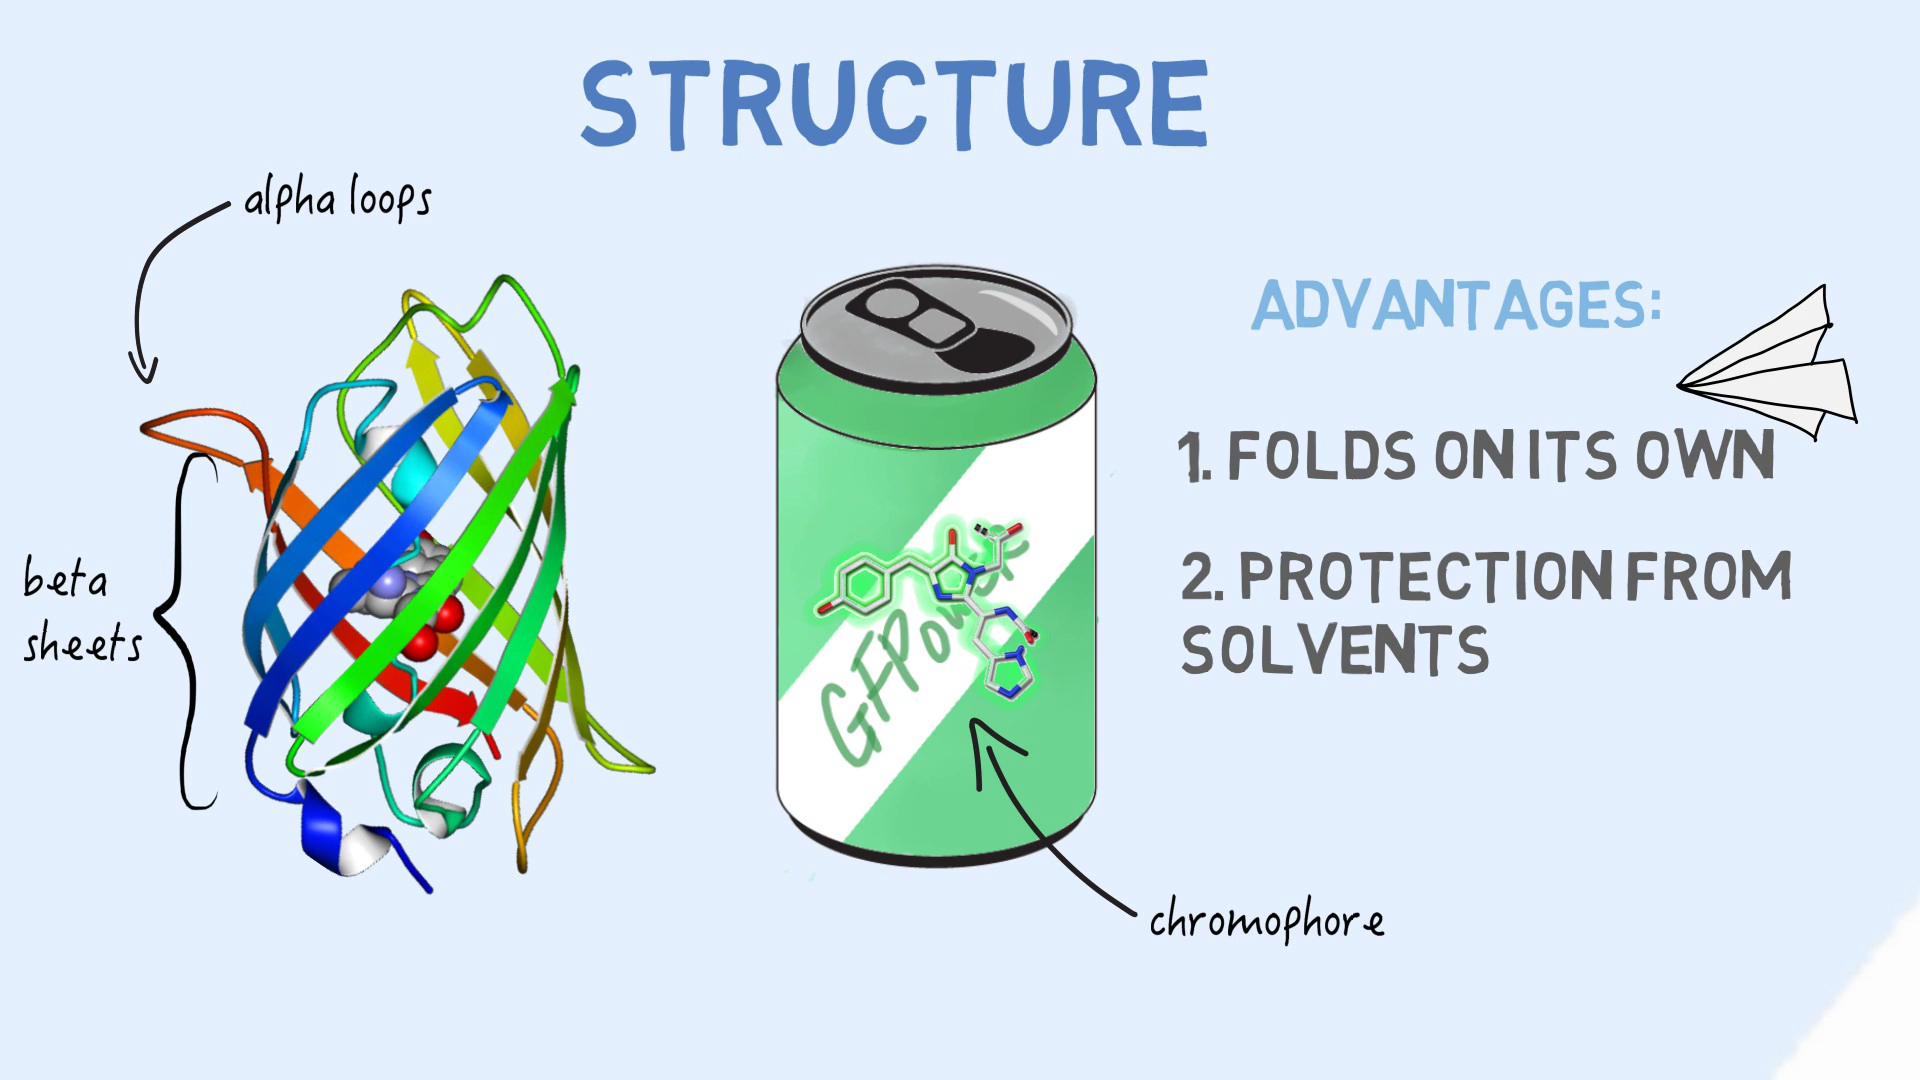 STRUCTURE
alpha loops
beta
sheets
GFPower
chromophore
ADVANTAGES:
1. FOLDS ON ITS OWN
2. PROTECTION FROM
SOLVENTS